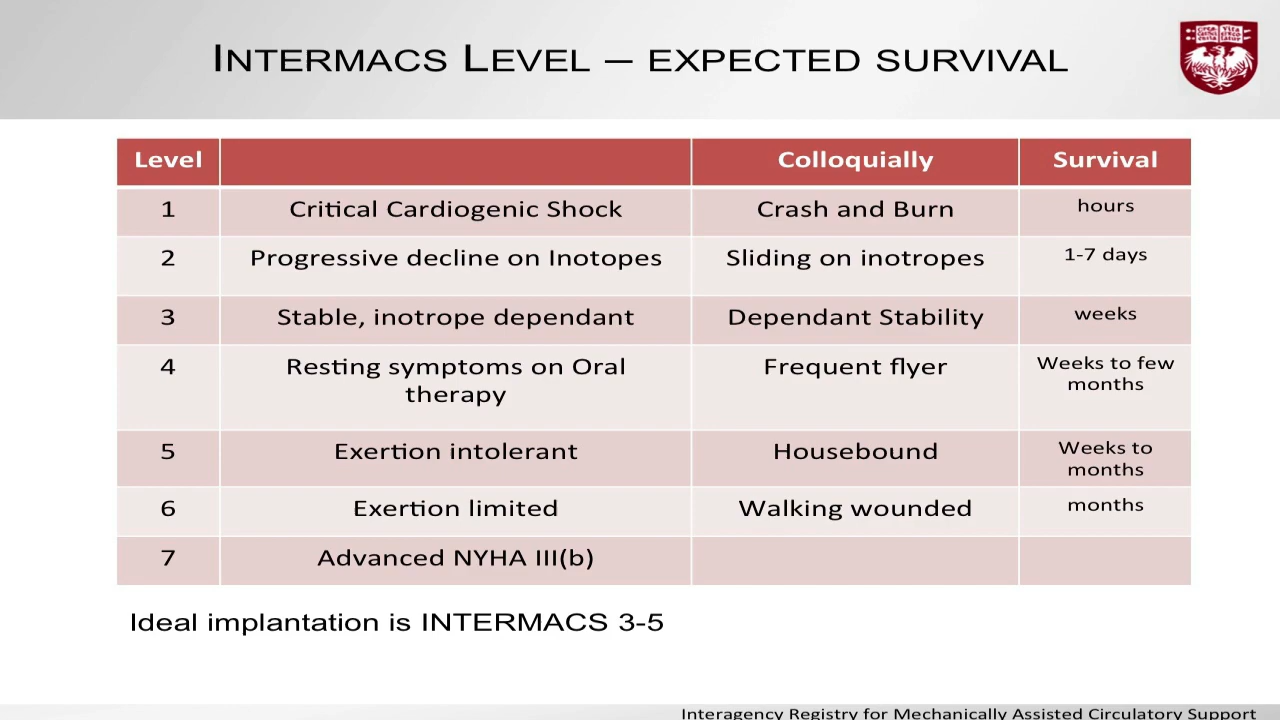 INTERMACS LEVEL – EXPECTED SURVIVAL
Level Colloquially Survival
1 Critical Cardiogenic Shock Crash and Burn hours
2 Progressive decline on Inotopes Sliding on inotropes 1-7 days
3 Stable, inotrope dependant Dependant Stability weeks
4 Resting symptoms on Oral Frequent flyer Weeks to few
therapy months
5 Exertion intolerant Housebound Weeks to
months
6 Exertion limited Walking wounded months
7 Advanced NYHA III(b)
Ideal implantation is INTERMACS 3-5
Interagency Registry for Mechanically Assisted Circulatory Support